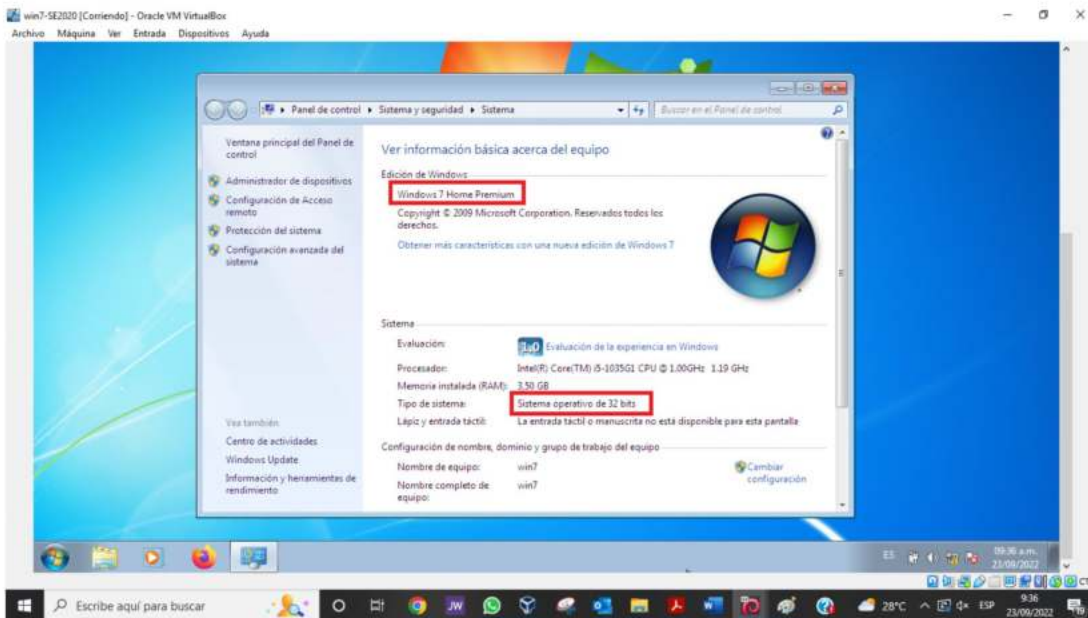 win7-SE2020 [Corriendo] - Oracle VM VirtualBox
Archivo Máquina Ver Entrada Dispositivos Ayuda
Panel de control Sistema y seguridad Sistema
Buscar en el Panel de control
Ventana principal del Panel de
control
Administrador de dispositivos
Configuración de Acceso
remoto
Protección del sistema
Configuración avanzada del
sistema
Vea también
Centro de actividades
Windows Update
Información y herramientas de
rendimiento
Ver información básica acerca del equipo
Edición de Windows
Windows 7 Home Premium
Copyright © 2009 Microsoft Corporation. Reservados todos los
derechos.
Obtener más características con una nueva edición de Windows 7
Sistema
Evaluación: 1,0 Evaluación de la experiencia en Windows
Procesador: Intel(R) Core(TM) i5-1035G1 CPU @ 1.00GHz 1.19 GHz
Memoria instalada (RAM): 3.50 GB
Tipo de sistema: Sistema operativo de 32 bits
Lápiz y entrada táctil: La entrada táctil o manuscrita no está disponible para esta pantalla
Configuración de nombre, dominio y grupo de trabajo del equipo
Nombre de equipo: win7
Nombre completo de
equipo: win7
Cambiar
configuración
ES 09:36 a.m.
23/09/2022
Escribe aquí para buscar
JW
28°C ESP 9:36
23/09/2022